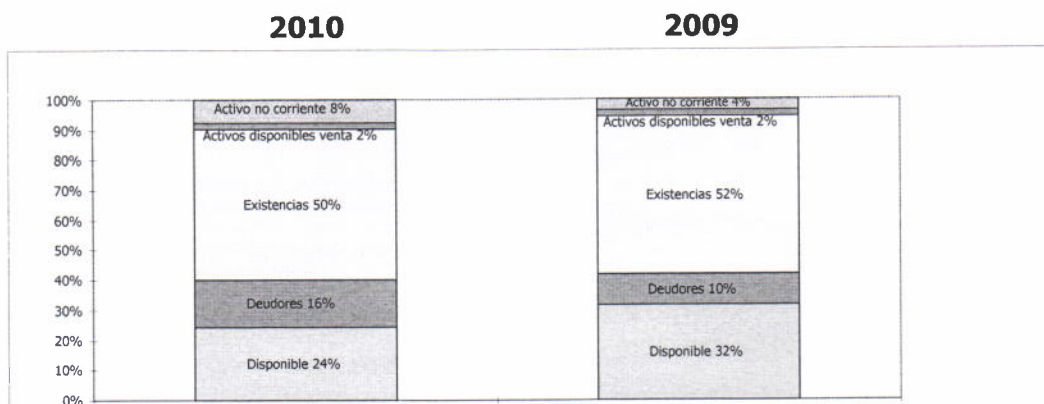 2010
2009
100%
90%
80%
70%
60%
50%
40%
30%
20%
10%
0%
Activo no corriente 8%
Activos disponibles venta 2%
Existencias 50%
Deudores 16%
Disponible 24%
Activo no corriente 4%
Activos disponibles venta 2%
Existencias 52%
Deudores 10%
Disponible 32%